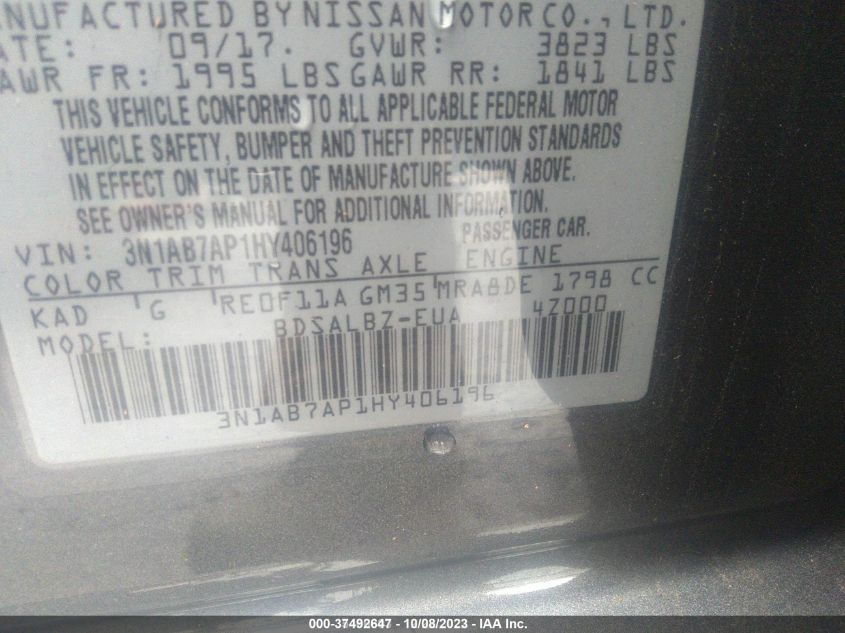 ANUFACTURED BY NISSAN MOTOR CO., LTD.
ATE: 09/17. GVWR: 3823 LBS
AWR FR: 1995 LBS GAWR RR: 1841 LBS
THIS VEHICLE CONFORMS TO ALL APPLICABLE FEDERAL MOTOR
VEHICLE SAFETY, BUMPER AND THEFT PREVENTION STANDARDS
IN EFFECT ON THE DATE OF MANUFACTURE SHOWN ABOVE.
SEE OWNER'S MANUAL FOR ADDITIONAL INFORMATION.
VIN: 3N1AB7AP1HY406196 PASSENGER CAR.
COLOR TRIM TRANS AXLE ENGINE
KAD G RE0F11A GM35 MRA8DE 1798 CC
MODEL: BDSALBZ-EUA 4Z000
3N1AB7AP1HY406196
000-37492647 - 10/08/2023 - IAA Inc.